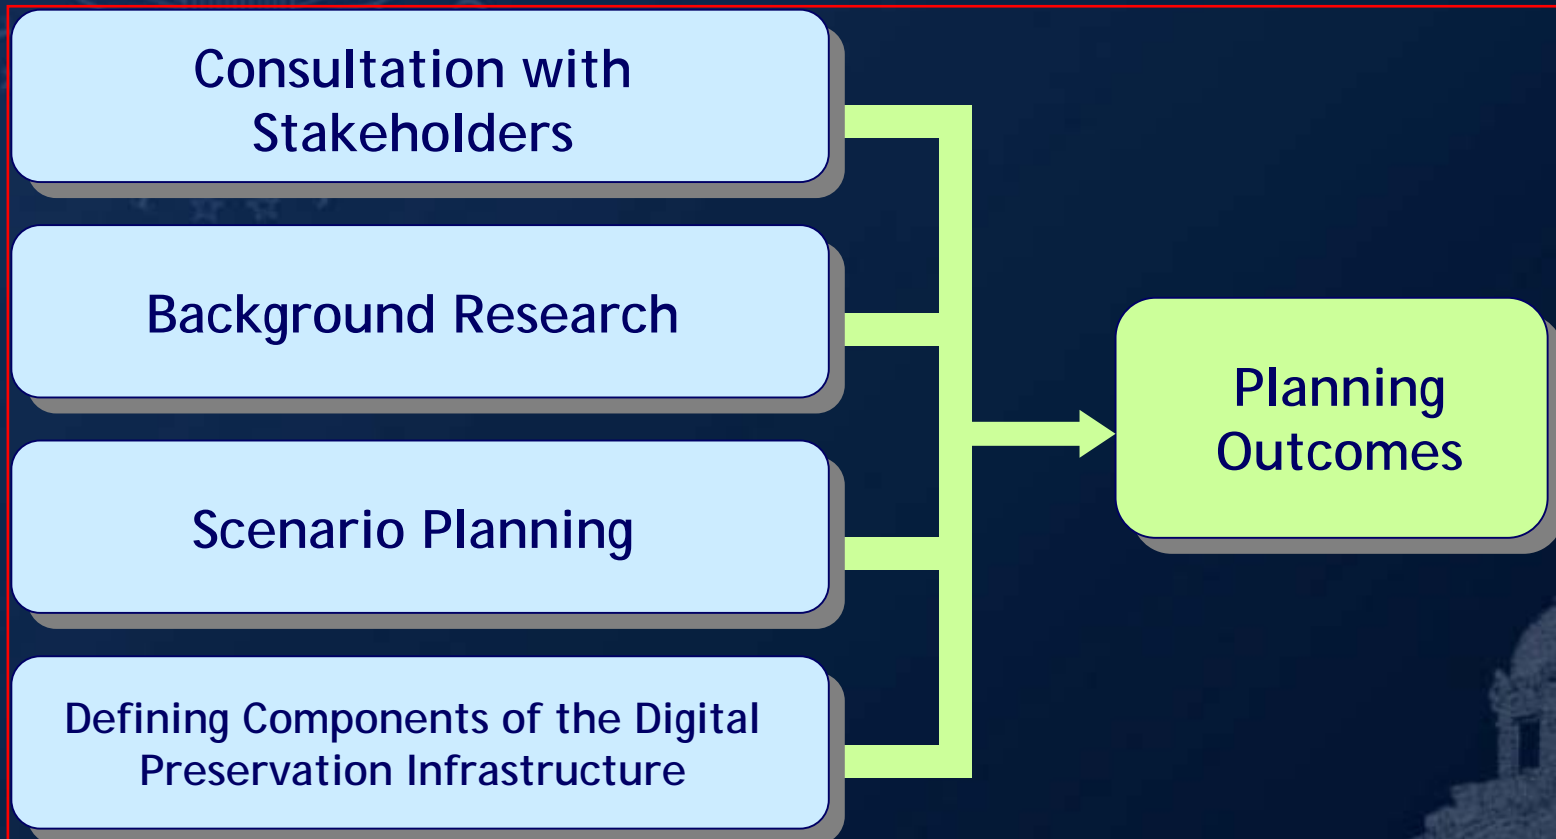 Consultation with
Stakeholders
Background Research
Scenario Planning
Defining Components of the Digital
Preservation Infrastructure
Planning
Outcomes